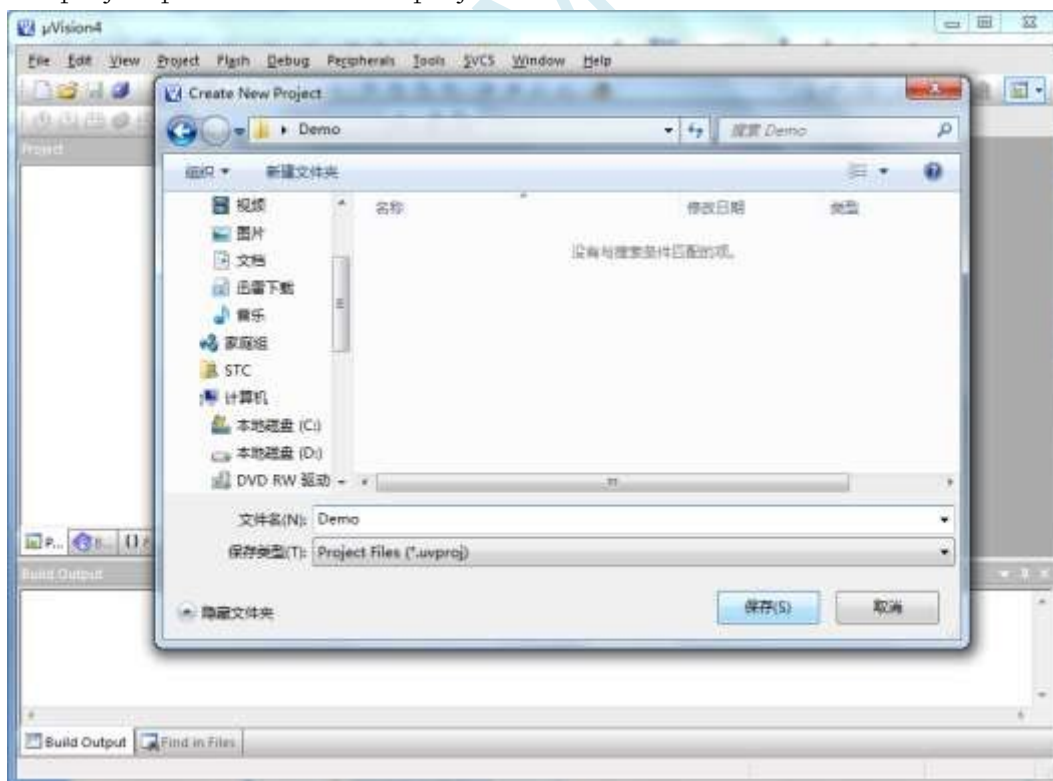 µVision4
File Edit View Project Flash Debug Peripherals Tools SVCS Window Help
Create New Project
Demo
搜索 Demo
Project
组织
新建文件夹
名称
修改日期
类型
没有与搜索条件匹配的项。
视频
图片
文档
迅雷下载
音乐
家庭组
STC
计算机
本地磁盘 (C:)
本地磁盘 (D:)
DVD RW 驱动
文件名(N): Demo
保存类型(T): Project Files (*.uvproj)
隐藏文件夹
保存(S)
取消
P... B... {}
Build Output
Build Output
Find in Files